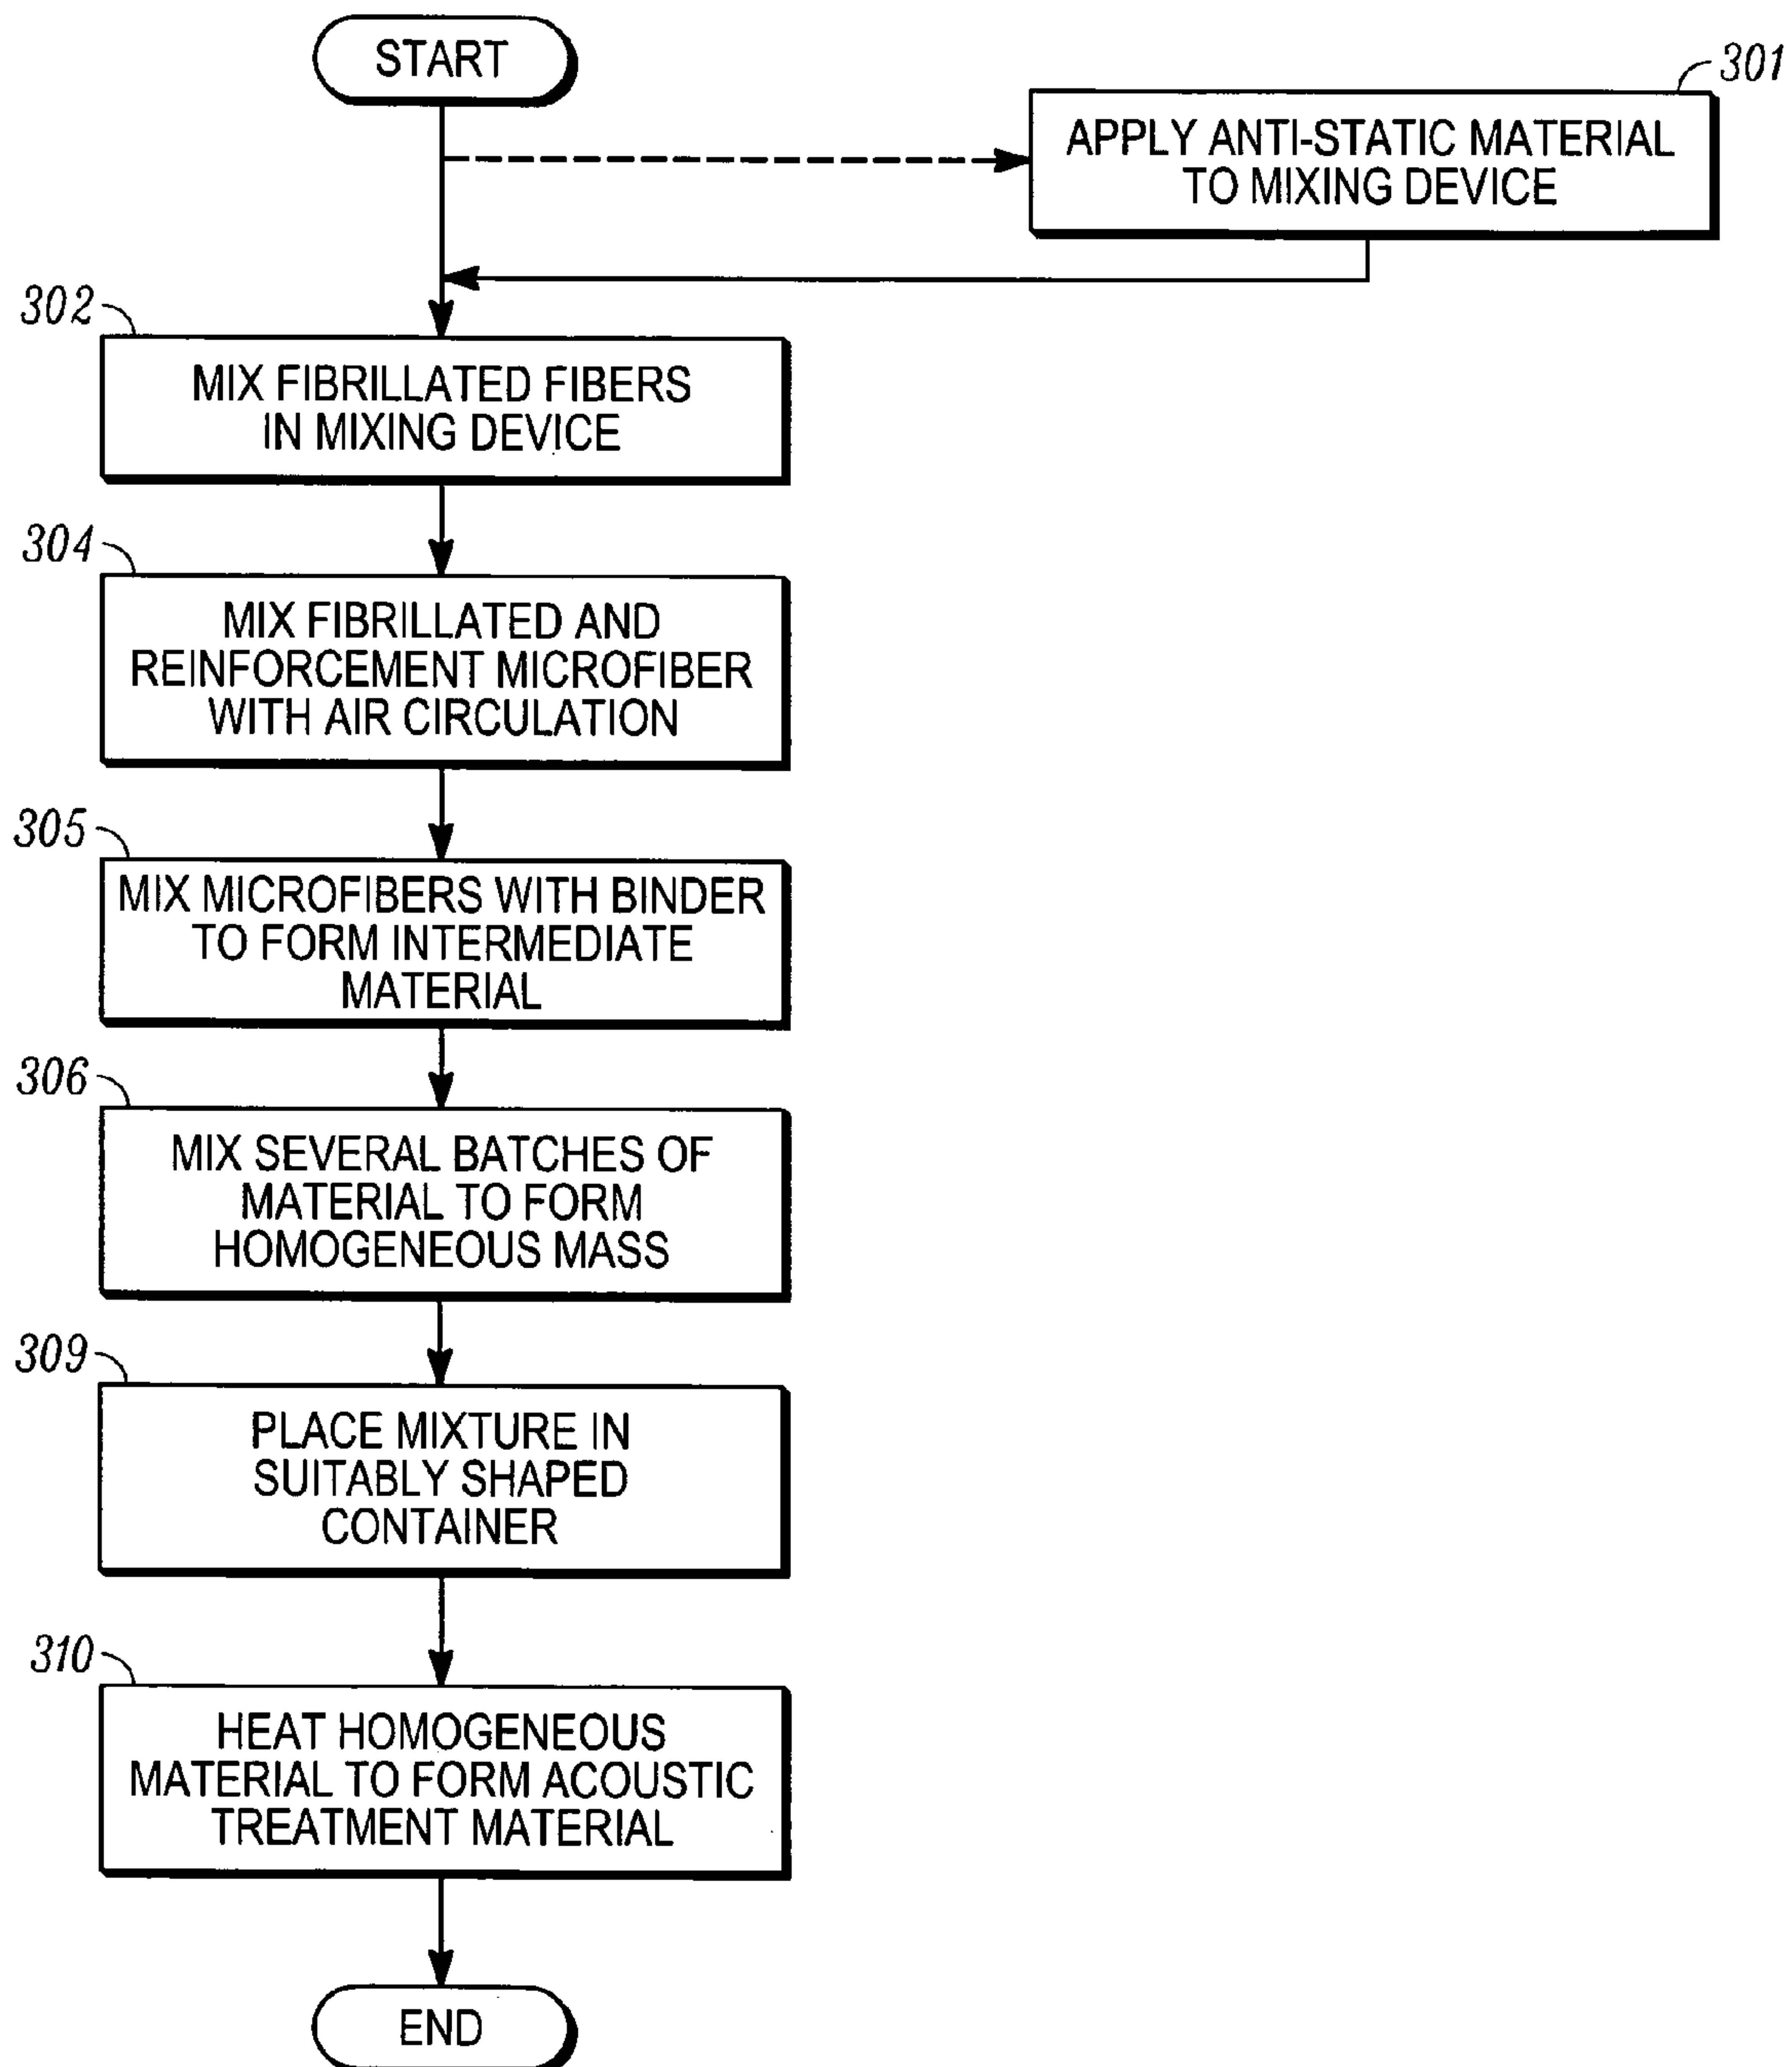 START
301
APPLY ANTI-STATIC MATERIAL
TO MIXING DEVICE
302
MIX FIBRILLATED FIBERS
IN MIXING DEVICE
304
MIX FIBRILLATED AND
REINFORCEMENT MICROFIBER
WITH AIR CIRCULATION
305
MIX MICROFIBERS WITH BINDER
TO FORM INTERMEDIATE
MATERIAL
306
MIX SEVERAL BATCHES OF
MATERIAL TO FORM
HOMOGENEOUS MASS
309
PLACE MIXTURE IN
SUITABLY SHAPED
CONTAINER
310
HEAT HOMOGENEOUS
MATERIAL TO FORM ACOUSTIC
TREATMENT MATERIAL
END